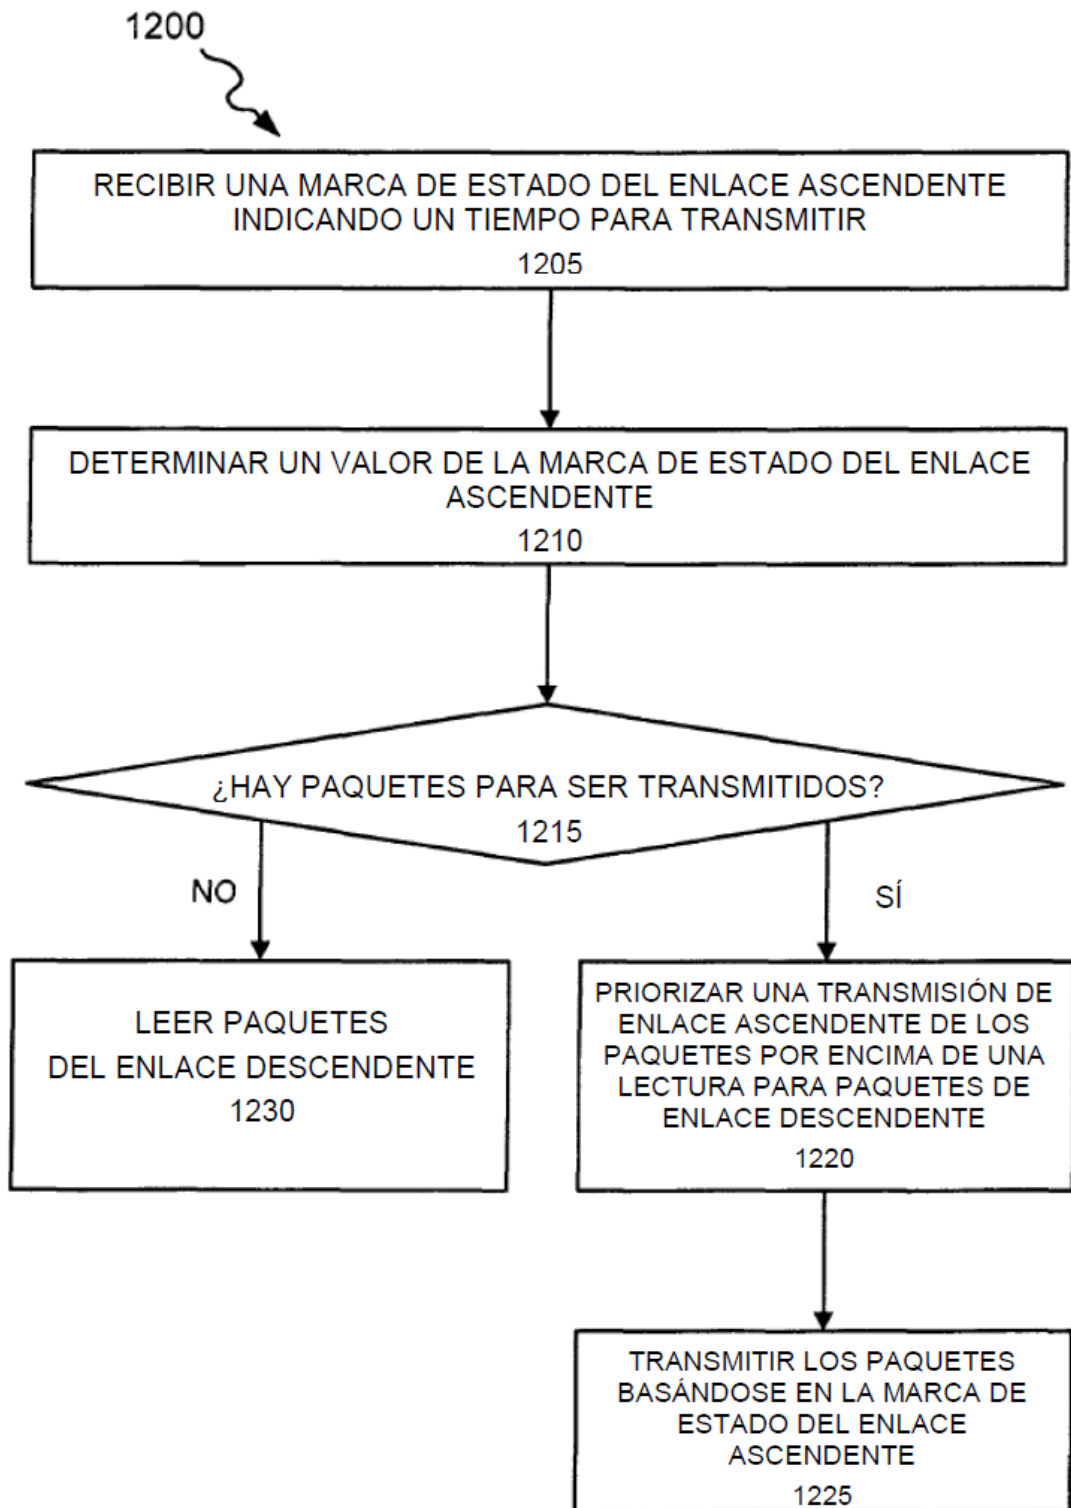 1200
RECIBIR UNA MARCA DE ESTADO DEL ENLACE ASCENDENTE
INDICANDO UN TIEMPO PARA TRANSMITIR
1205
DETERMINAR UN VALOR DE LA MARCA DE ESTADO DEL ENLACE
ASCENDENTE
1210
¿HAY PAQUETES PARA SER TRANSMITIDOS?
1215
NO
SÍ
LEER PAQUETES
DEL ENLACE DESCENDENTE
1230
PRIORIZAR UNA TRANSMISIÓN DE
ENLACE ASCENDENTE DE LOS
PAQUETES POR ENCIMA DE UNA
LECTURA PARA PAQUETES DE
ENLACE DESCENDENTE
1220
TRANSMITIR LOS PAQUETES
BASÁNDOSE EN LA MARCA DE
ESTADO DEL ENLACE
ASCENDENTE
1225